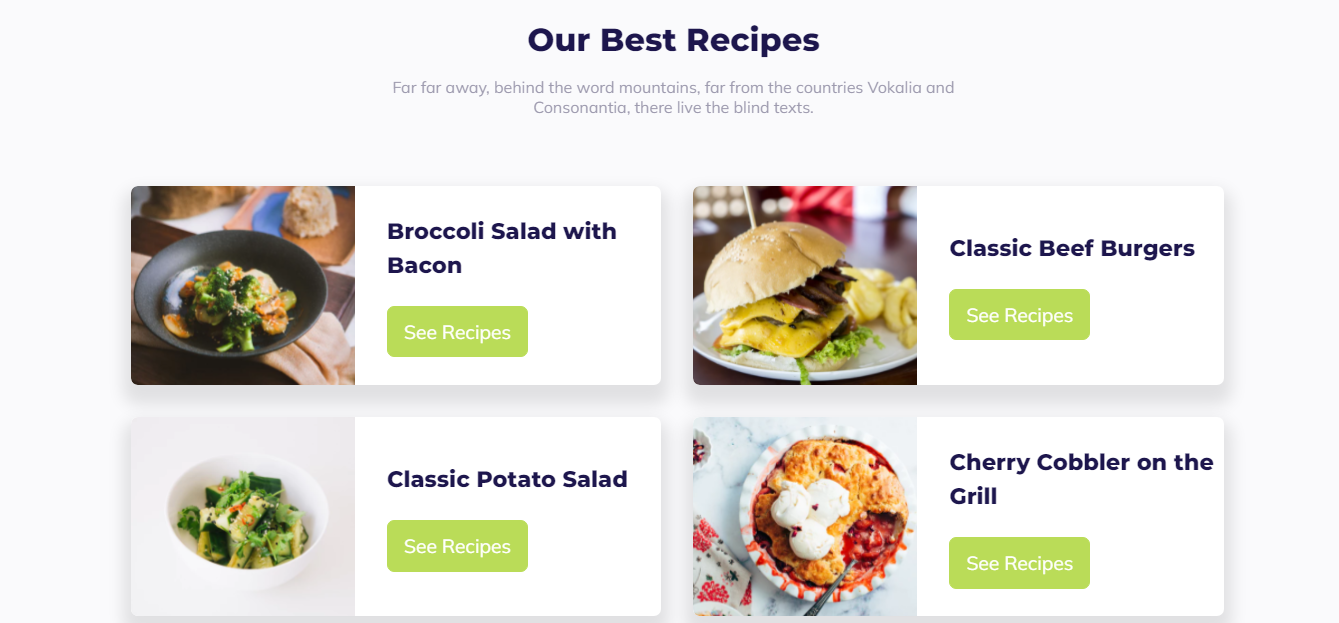 Our Best Recipes
Far far away, behind the word mountains, far from the countries Vokalia and
Consonantia, there live the blind texts.
Broccoli Salad with
Bacon
See Recipes
Classic Beef Burgers
See Recipes
Classic Potato Salad
See Recipes
Cherry Cobbler on the
Grill
See Recipes